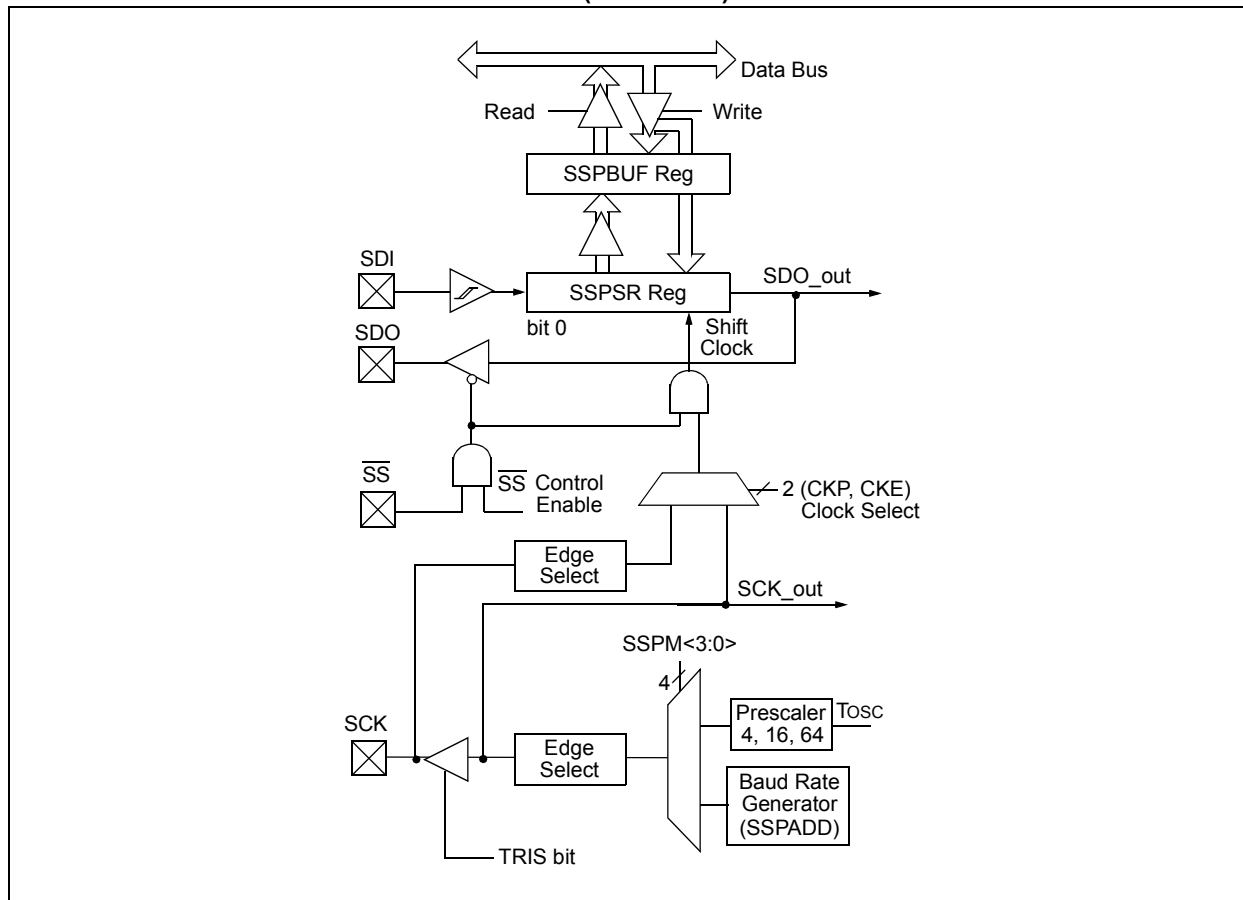 Data Bus
Read
Write
SSPBUF Reg
SDI
SSPSR Reg
SDO_out
bit 0
Shift
Clock
SDO
SS
SS Control
Enable
2 (CKP, CKE)
Clock Select
Edge
Select
SCK_out
SSPM<3:0>
4
SCK
Edge
Select
Prescaler
4, 16, 64
TOSC
Baud Rate
Generator
(SSPADD)
TRIS bit